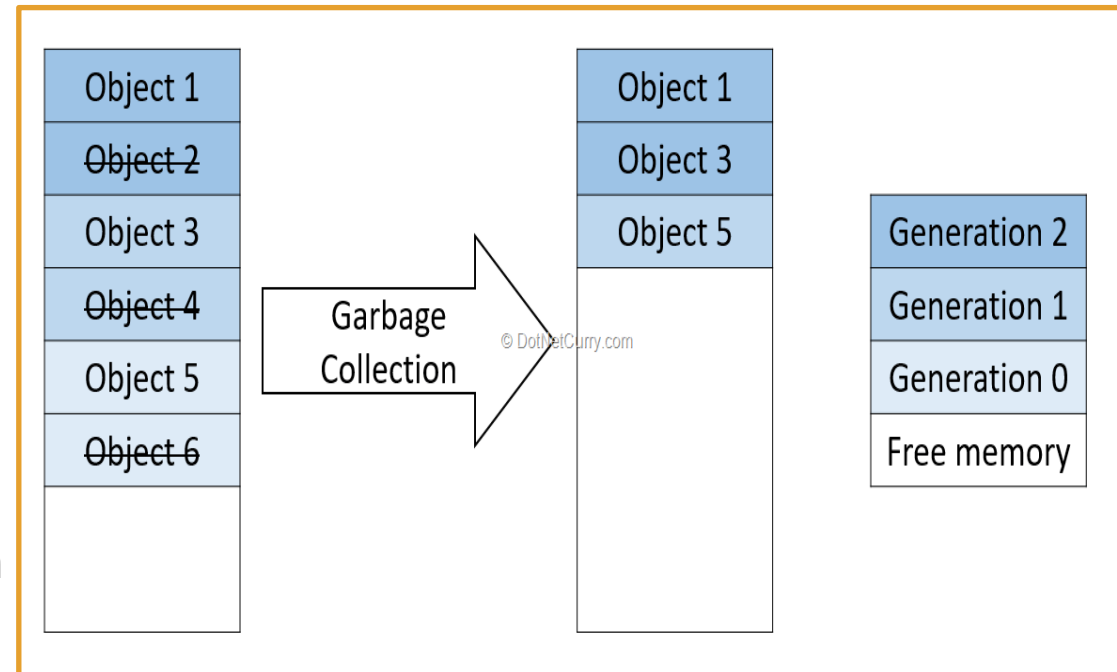 Object 1
Object 2
Object 3
Object 4
Object 5
Object 6
Garbage
Collection
© DotNetCurry.com
Object 1
Object 3
Object 5
Generation 2
Generation 1
Generation 0
Free memory